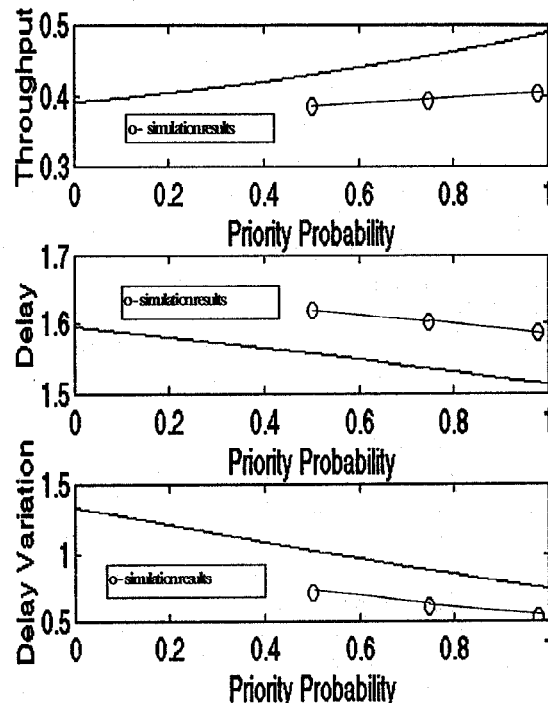 Throughput
0.5
0.4
0.3
o- simulation results
0 0.2 0.4 0.6 0.8 1
Priority Probability
Delay
1.7
1.6
1.5
o- simulation results
0 0.2 0.4 0.6 0.8 1
Priority Probability
Delay Variation
1.5
1
0.5
o- simulation results
0 0.2 0.4 0.6 0.8 1
Priority Probability